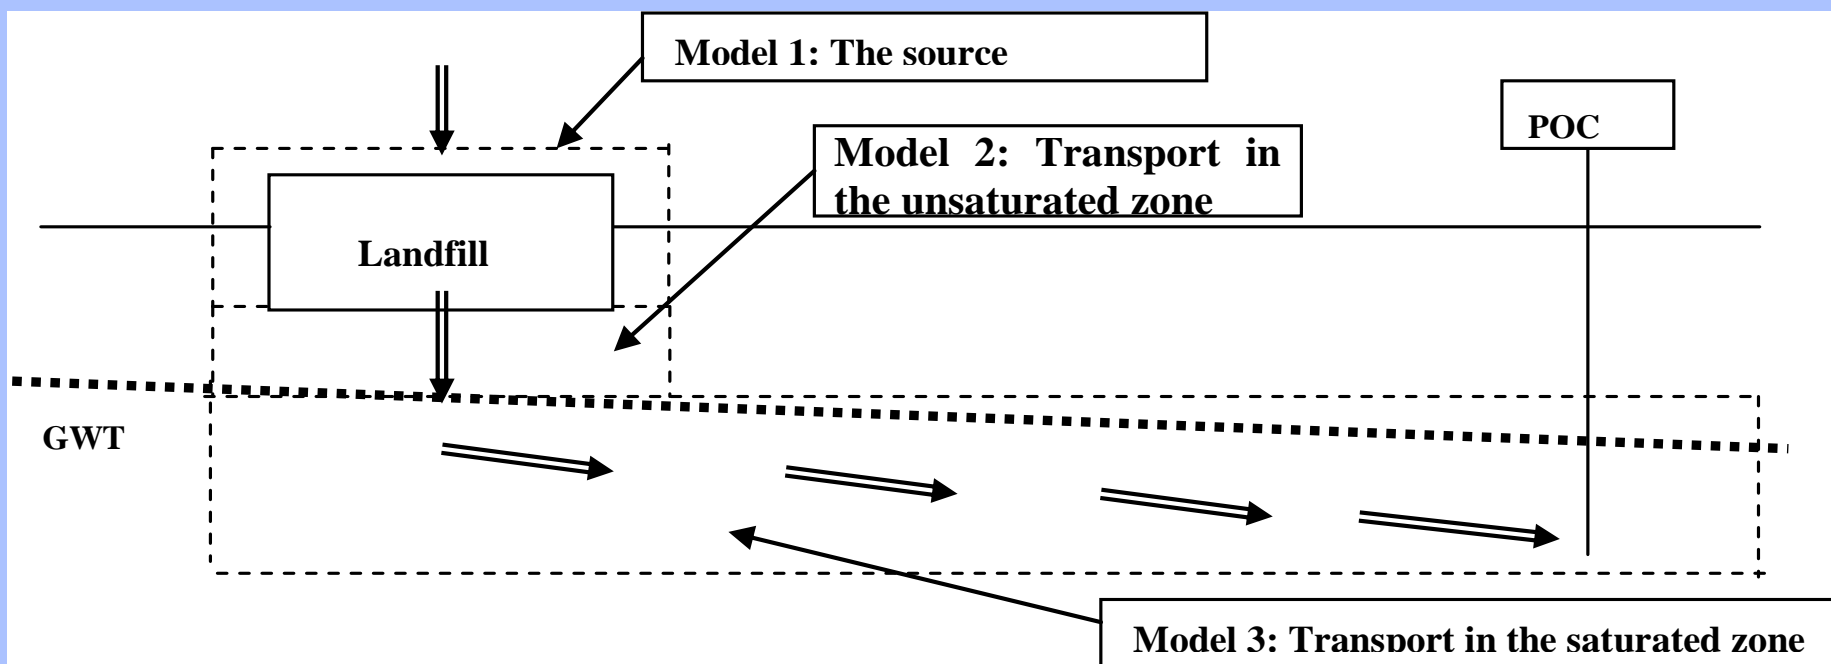 Model 1: The source
POC
Model 2: Transport in
the unsaturated zone
Landfill
GWT
Model 3: Transport in the saturated zone